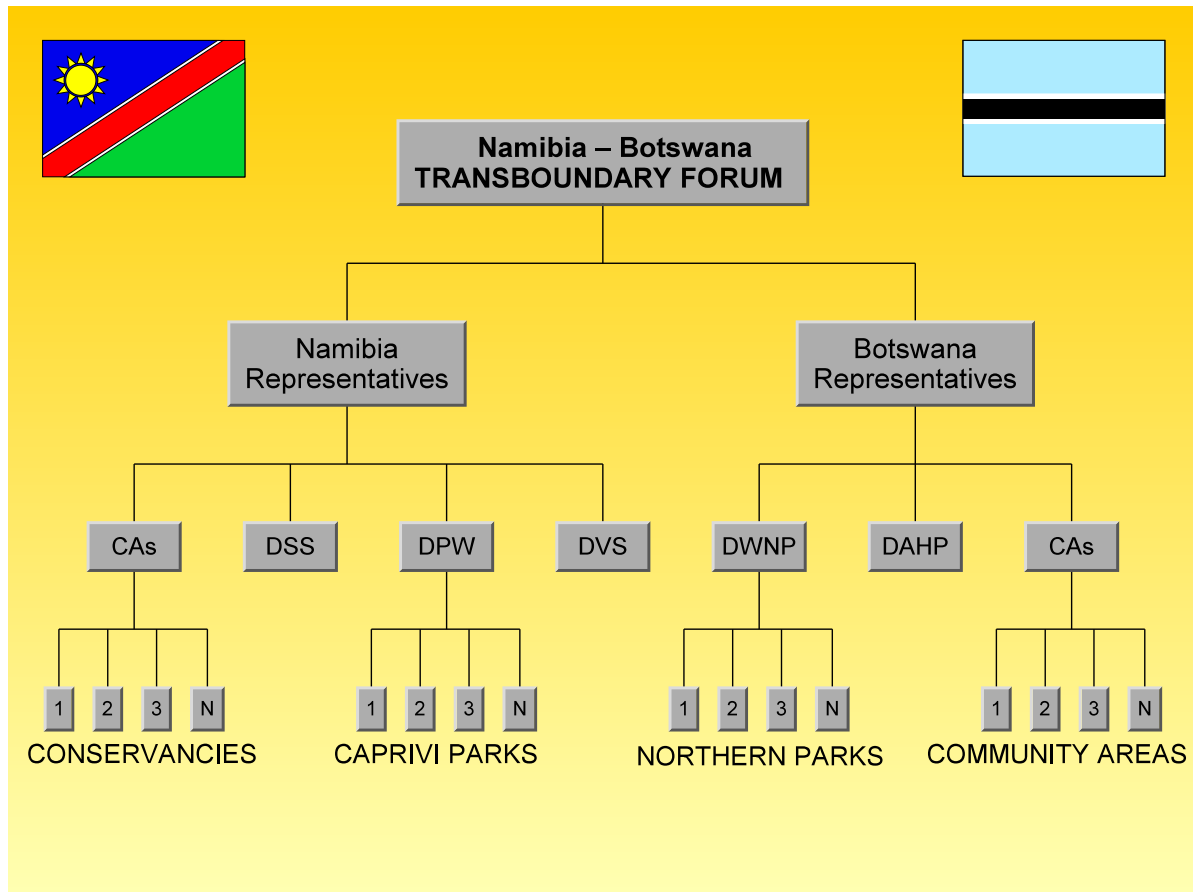 Namibia – Botswana
TRANSBOUNDARY FORUM
Namibia
Representatives
Botswana
Representatives
CAs
DSS
DPW
DVS
DWNP
DAHP
CAs
1 2 3 N
1 2 3 N
1 2 3 N
1 2 3 N
CONSERVANCIES
CAPRIVI PARKS
NORTHERN PARKS
COMMUNITY AREAS